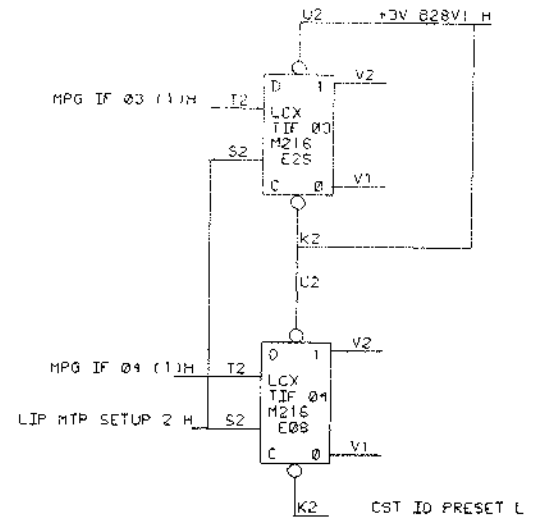 U2 +3V B28V1 H
D 1 V2
MPG IF 03 (1)H T2
LCX
TIF 03
M216
S2 E25
C 0 V1
K2
U2
D 1 V2
MPG IF 04 (1)H T2
LCX
TIF 04
M216
LIP MTP SETUP 2 H S2 E08
C 0 V1
K2 CST IO PRESET L